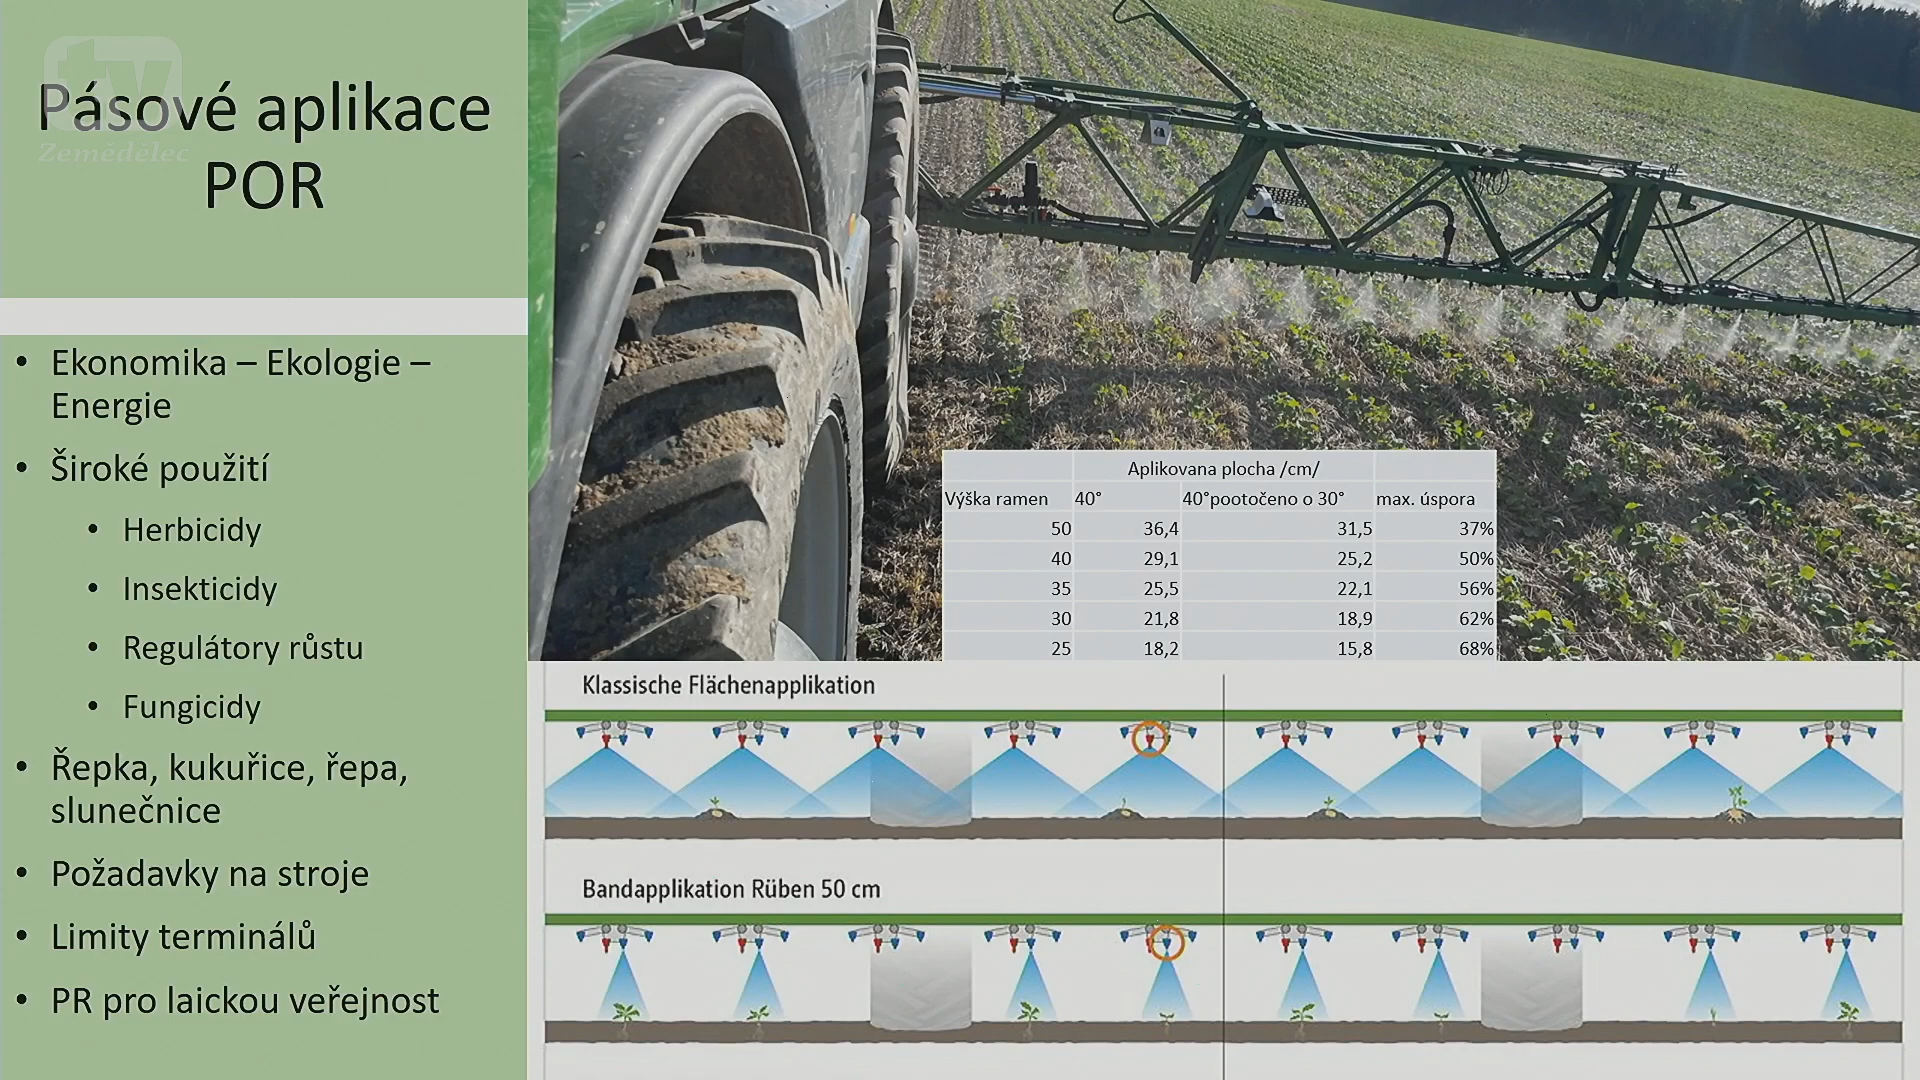 tv
Zemědělec
Pásové aplikace
POR
• Ekonomika – Ekologie –
Energie
• Široké použití
• Herbicidy
• Insekticidy
• Regulátory růstu
• Fungicidy
• Řepka, kukuřice, řepa,
slunečnice
• Požadavky na stroje
• Limity terminálů
• PR pro laickou veřejnost
Aplikovana plocha /cm/
Výška ramen 40° 40°pootočeno o 30° max. úspora
50 36,4 31,5 37%
40 29,1 25,2 50%
35 25,5 22,1 56%
30 21,8 18,9 62%
25 18,2 15,8 68%
Klassische Flächenapplikation
Bandapplikation Rüben 50 cm